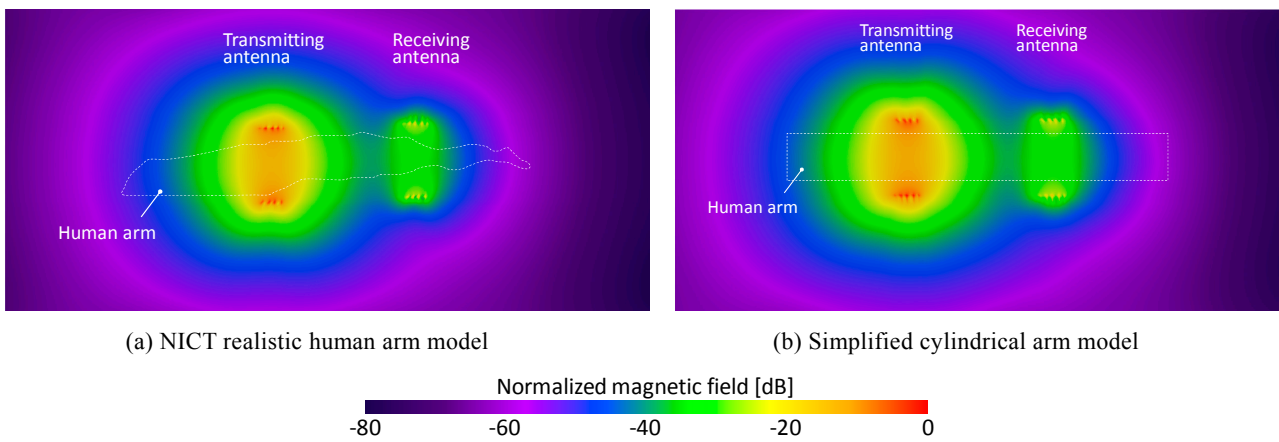 Transmitting
antenna
Receiving
antenna
Human arm
(a) NICT realistic human arm model
Transmitting
antenna
Receiving
antenna
Human arm
(b) Simplified cylindrical arm model
Normalized magnetic field [dB]
-80 -60 -40 -20 0